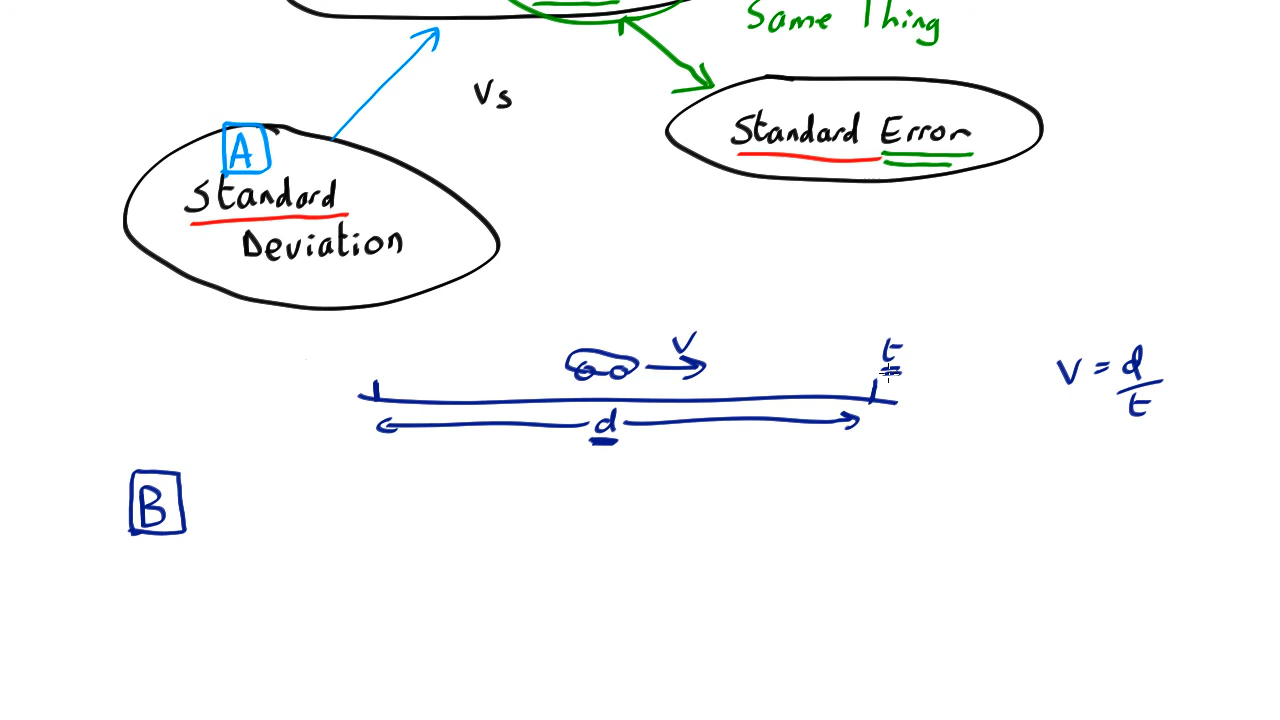 Same Thing
Vs
Standard Error
A
Standard
Deviation
V
t
V = d/t
d
B